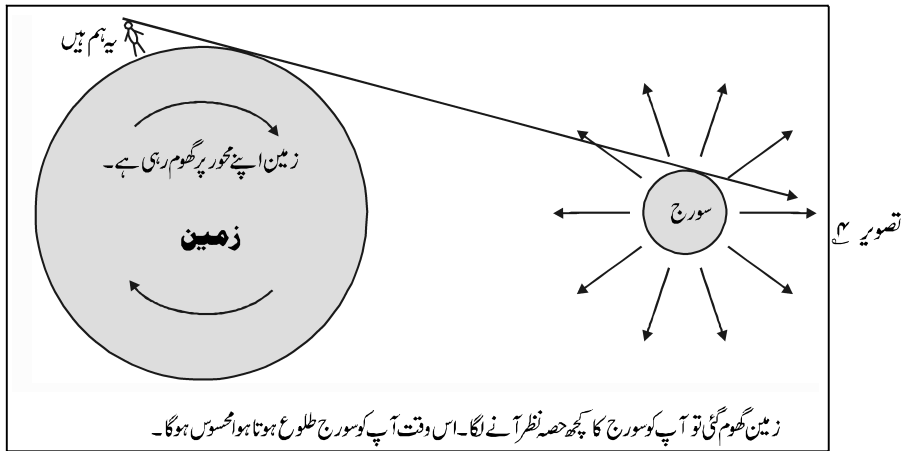 یہ ہم ہیں
زمین اپنے محور پر گھوم رہی ہے۔
زمین
سورج
تصویر ۴
زمین گھوم گئی تو آپ کو سورج کا کچھ حصہ نظر آنے لگا۔ اس وقت آپ کو سورج طلوع ہوتا ہوا محسوس ہوگا۔